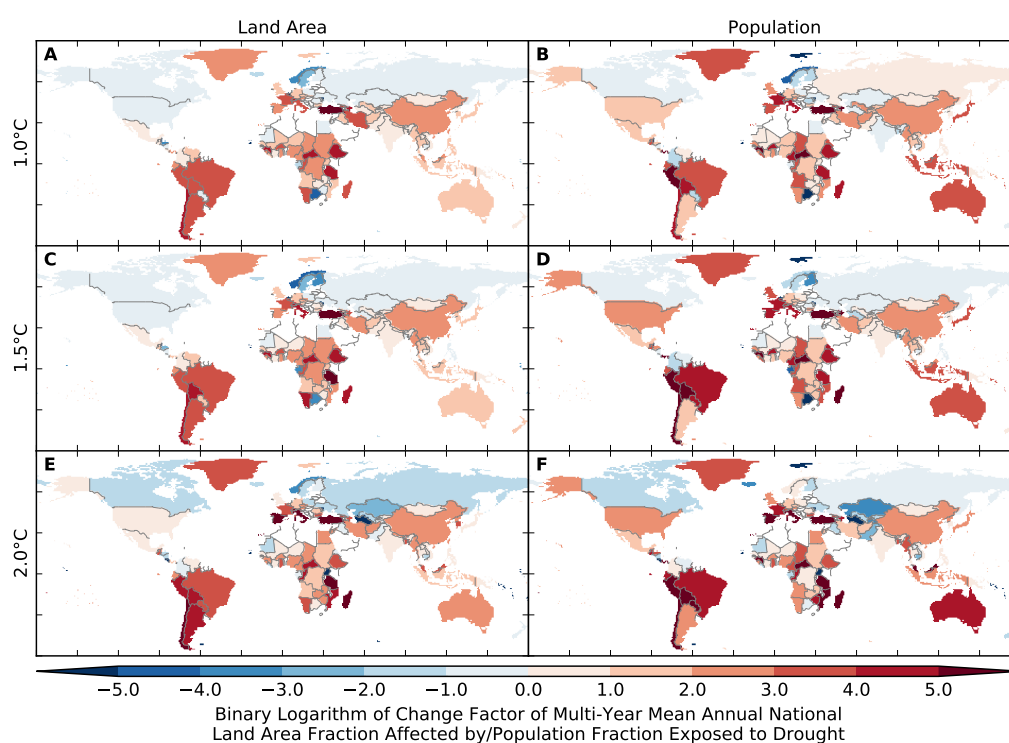 Land Area
Population
A
B
1.0°C
C
D
1.5°C
E
F
2.0°C
−5.0 −4.0 −3.0 −2.0 −1.0 0.0 1.0 2.0 3.0 4.0 5.0
Binary Logarithm of Change Factor of Multi-Year Mean Annual National
Land Area Fraction Affected by/Population Fraction Exposed to Drought